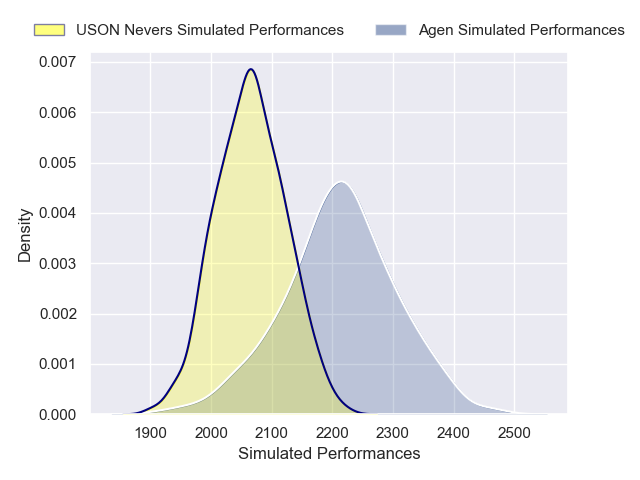 USON Nevers Simulated Performances
Agen Simulated Performances
0.007
0.006
0.005
0.004
0.003
0.002
0.001
0.000
Density
1900 2000 2100 2200 2300 2400 2500
Simulated Performances